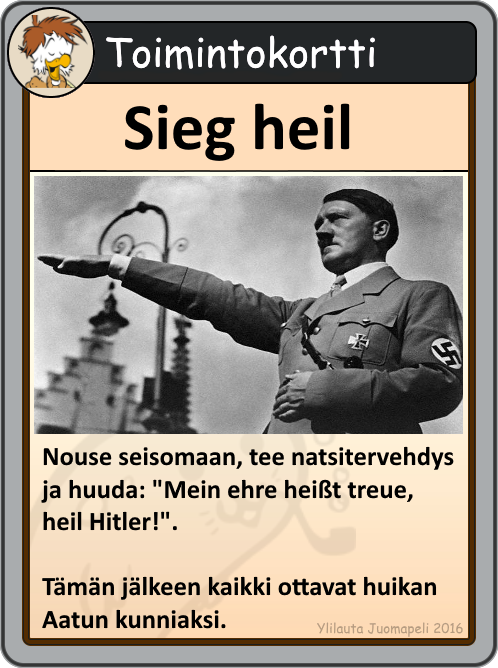 Toimintokortti
Sieg heil
Nouse seisomaan, tee natsitervehdys
ja huuda: "Mein ehre heißt treue,
heil Hitler!".
Tämän jälkeen kaikki ottavat huikan
Aatun kunniaksi.
Ylilauta Juomapeli 2016